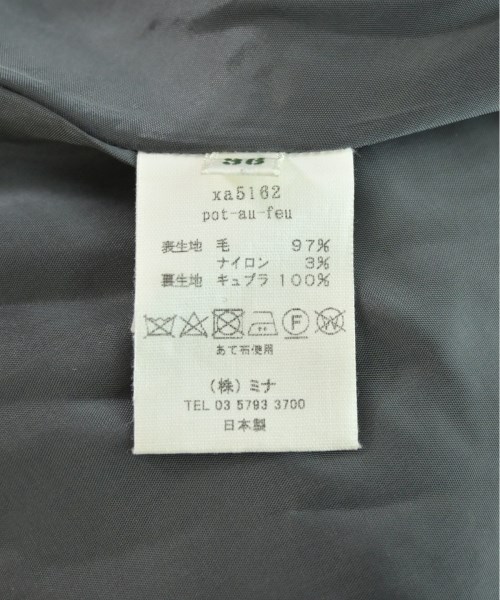 36
xa5162
pot-au-feu
表生地 毛 97%
ナイロン 3%
裏生地 キュプラ 100%
あて布使用
(株)ミナ
TEL 03 5793 3700
日本製